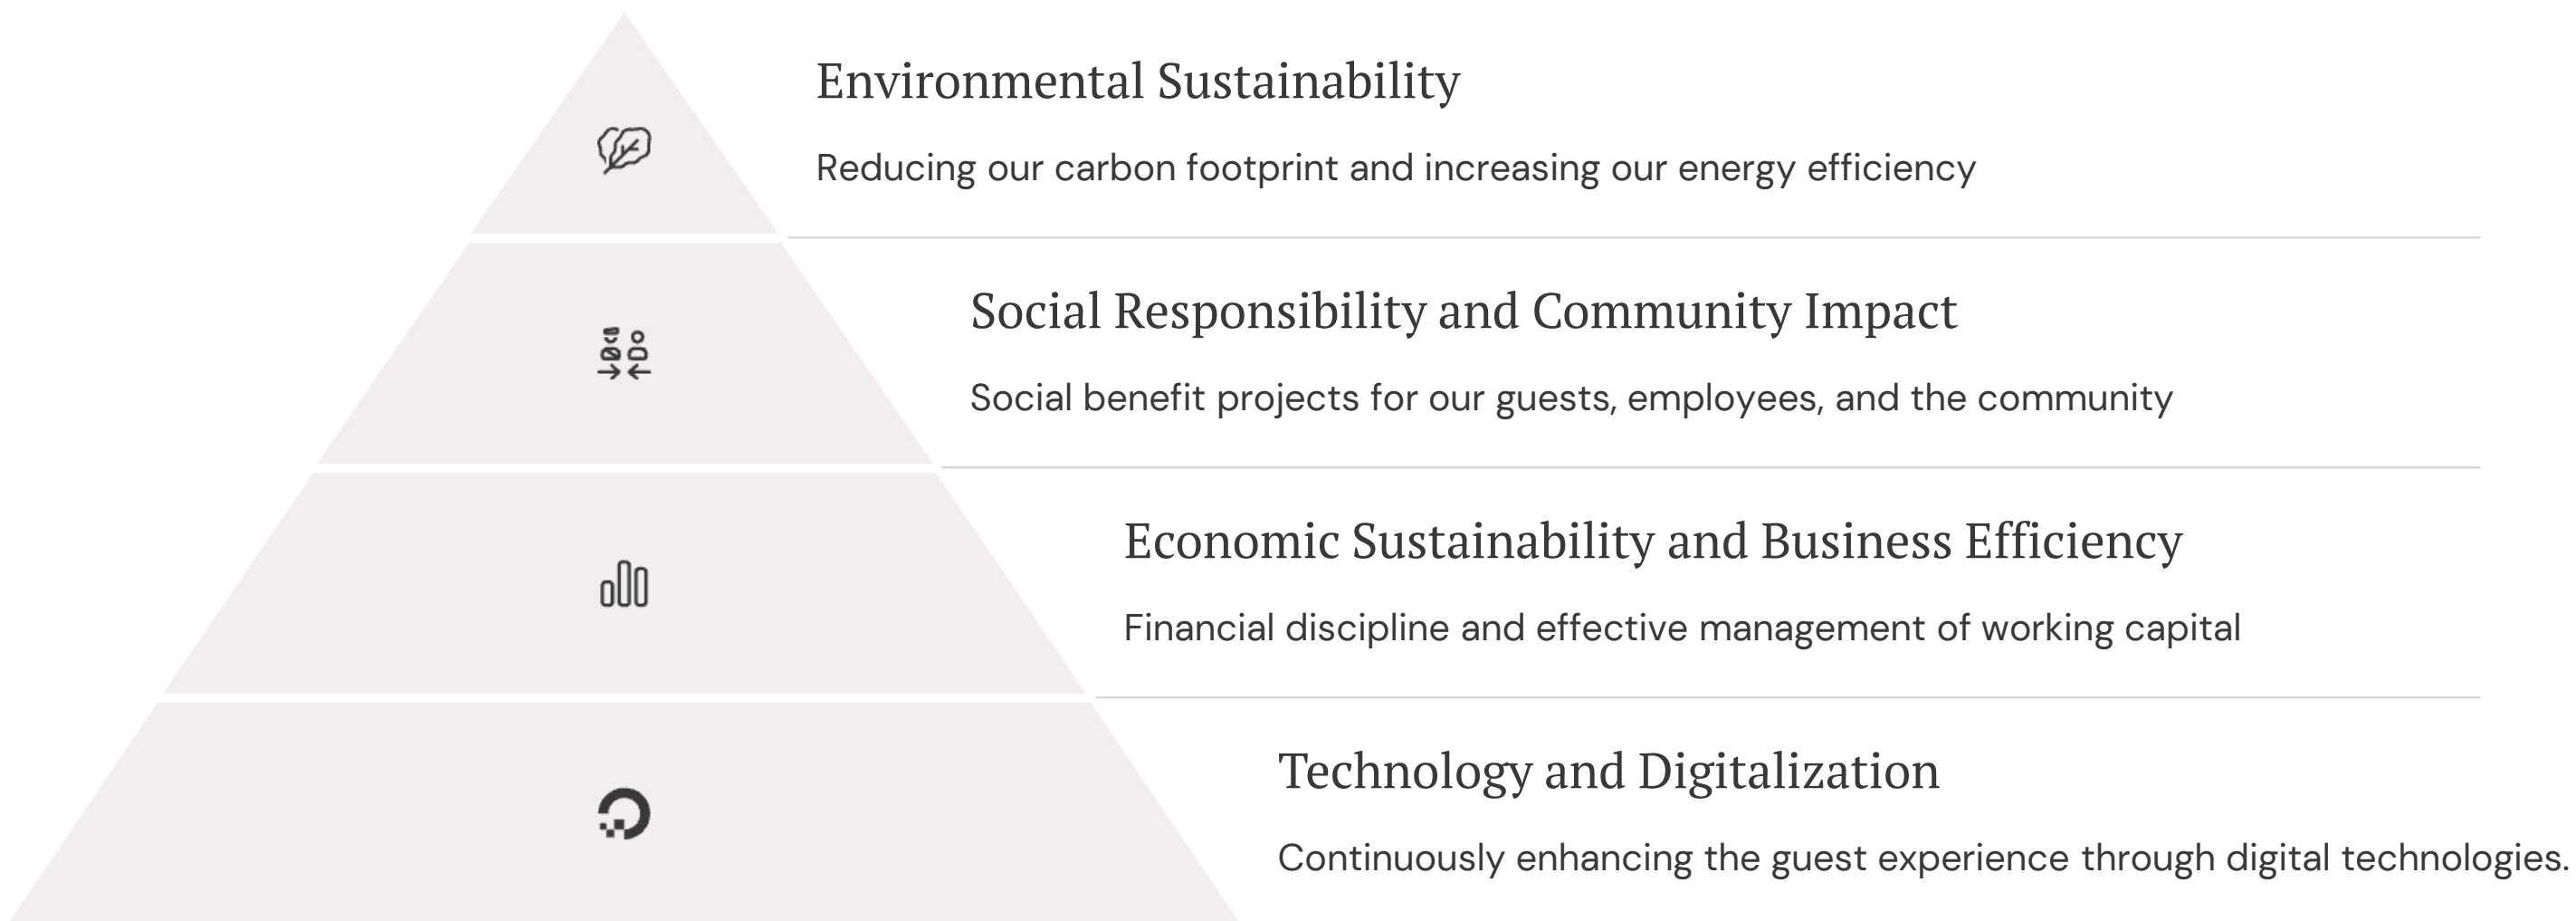 Environmental Sustainability
Reducing our carbon footprint and increasing our energy efficiency
Social Responsibility and Community Impact
Social benefit projects for our guests, employees, and the community
Economic Sustainability and Business Efficiency
Financial discipline and effective management of working capital
Technology and Digitalization
Continuously enhancing the guest experience through digital technologies.